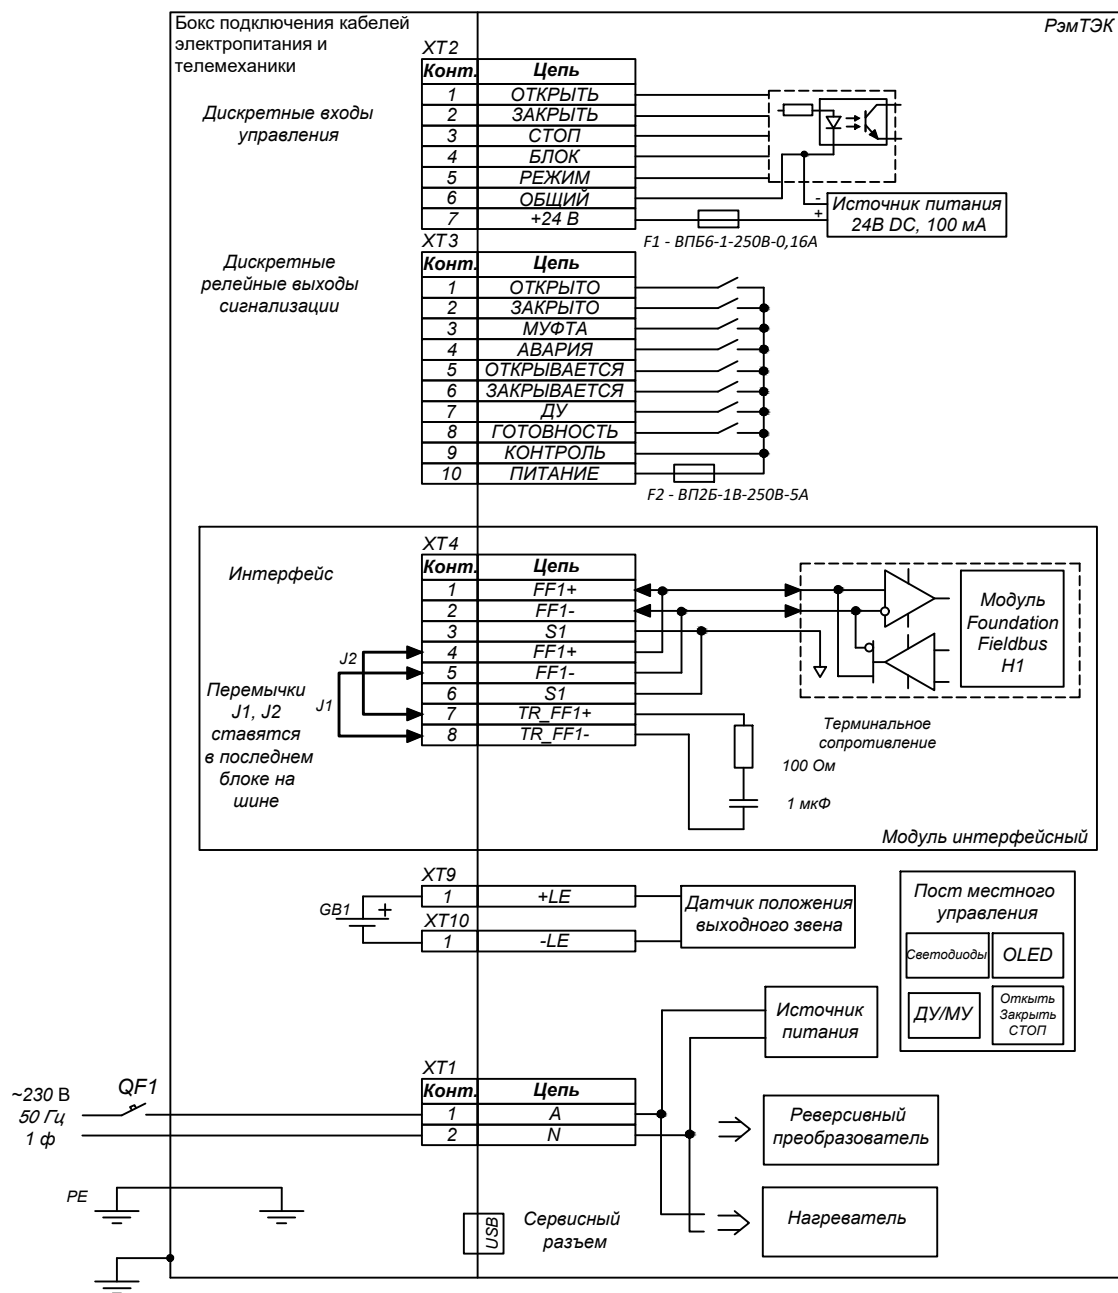 Бокс подключения кабелей
электропитания и
телемеханики
РэмТЭК
Дискретные входы
управления
XT2
Конт. Цепь
1 ОТКРЫТЬ
2 ЗАКРЫТЬ
3 СТОП
4 БЛОК
5 РЕЖИМ
6 ОБЩИЙ
7 +24 В
-
+
Источник питания
24В DC, 100 мА
F1 - ВПБ6-1-250В-0,16А
Дискретные
релейные выходы
сигнализации
XT3
Конт. Цепь
1 ОТКРЫТО
2 ЗАКРЫТО
3 МУФТА
4 АВАРИЯ
5 ОТКРЫВАЕТСЯ
6 ЗАКРЫВАЕТСЯ
7 ДУ
8 ГОТОВНОСТЬ
9 КОНТРОЛЬ
10 ПИТАНИЕ
F2 - ВП2Б-1В-250В-5А
Интерфейс
XT4
Конт. Цепь
1 FF1+
2 FF1-
3 S1
4 FF1+
5 FF1-
6 S1
7 TR_FF1+
8 TR_FF1-
J2
J1
Перемычки
J1, J2
ставятся
в последнем
блоке на
шине
Модуль
Foundation
Fieldbus
H1
Терминальное
сопротивление
100 Ом
1 мкФ
Модуль интерфейсный
XT9
1 +LE
XT10
1 -LE
GB1
+
Датчик положения
выходного звена
Пост местного
управления
Светодиоды
OLED
ДУ/МУ
Откыть
Закрыть
СТОП
Источник
питания
XT1
Конт. Цепь
1 A
2 N
~230 В
50 Гц
1 ф
QF1
Реверсивный
преобразователь
PE
USB
Сервисный
разъем
Нагреватель